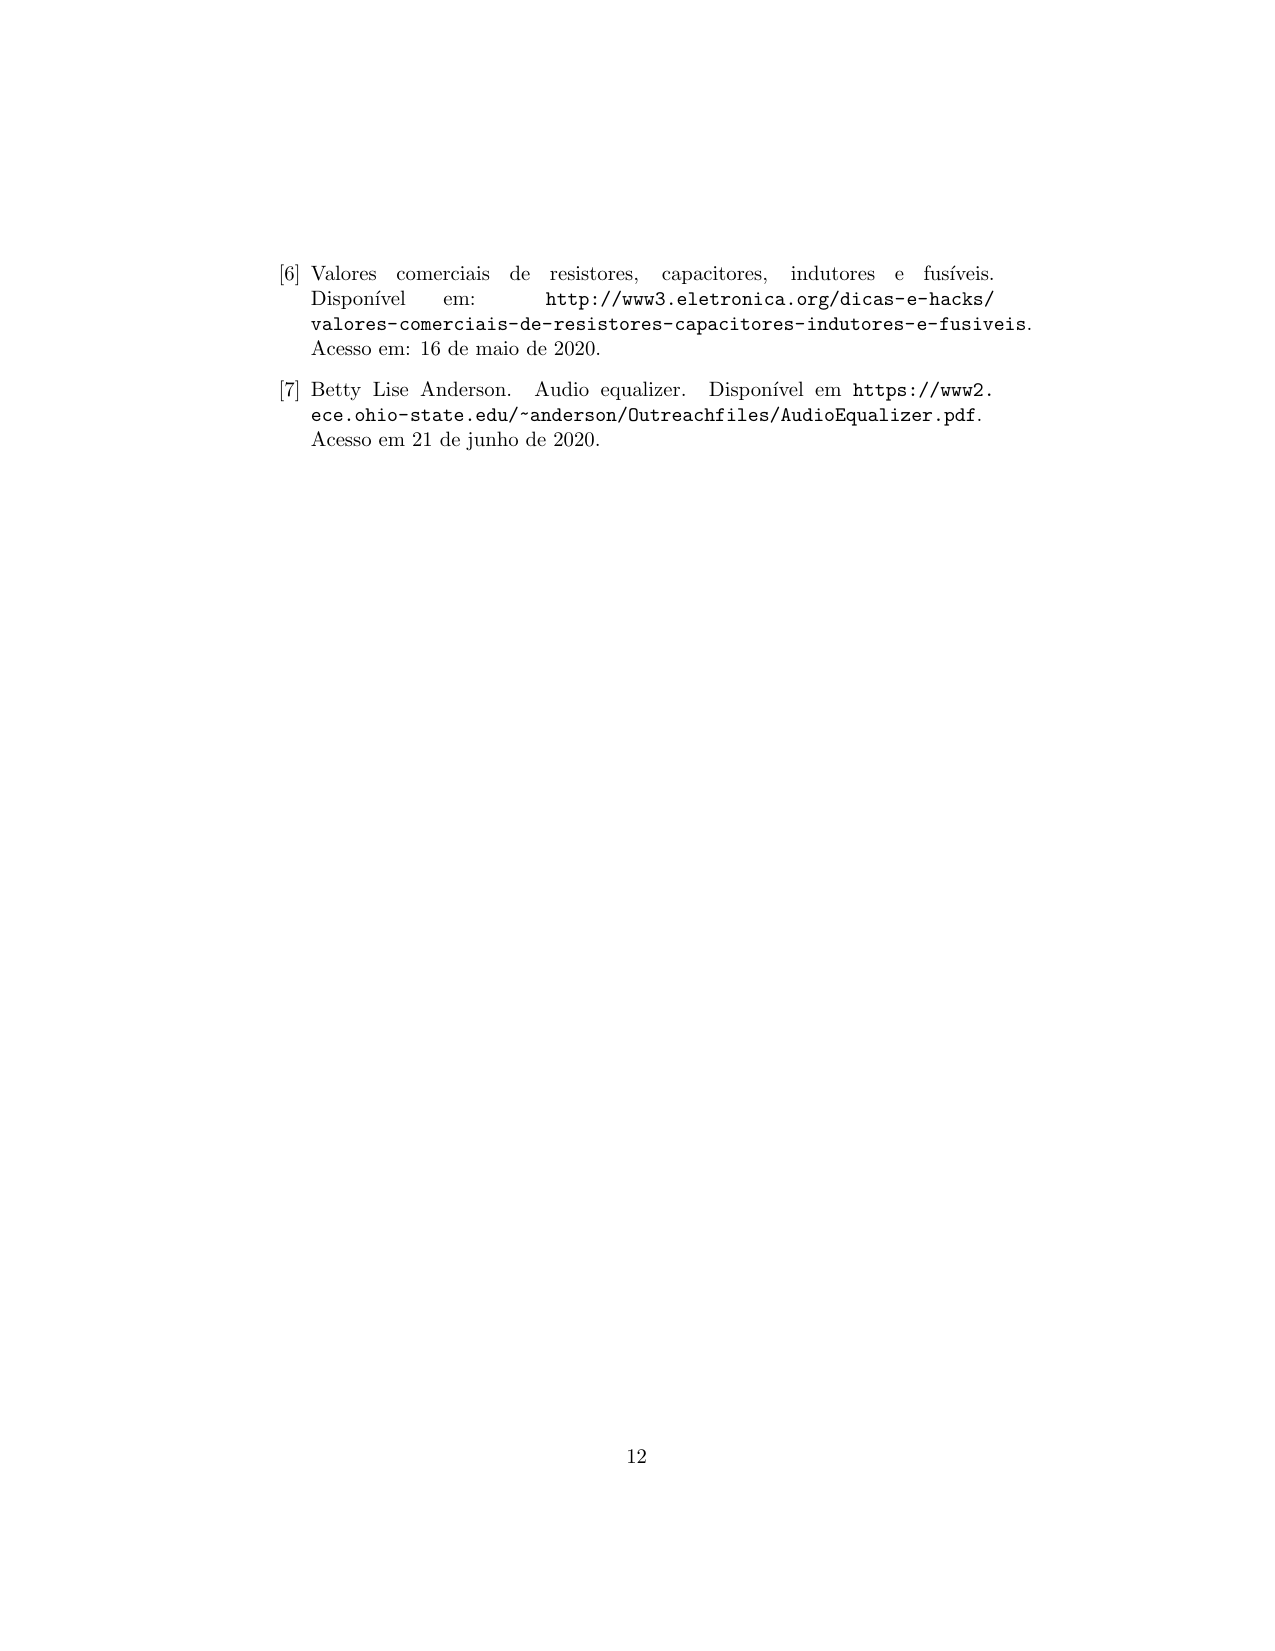 [6] Valores comerciais de resistores, capacitores, indutores e fusíveis.
Disponível em: http://www3.eletronica.org/dicas-e-hacks/
valores-comerciais-de-resistores-capacitores-indutores-e-fusiveis.
Acesso em: 16 de maio de 2020.
[7] Betty Lise Anderson. Audio equalizer. Disponível em https://www2.
ece.ohio-state.edu/~anderson/Outreachfiles/AudioEqualizer.pdf.
Acesso em 21 de junho de 2020.
12